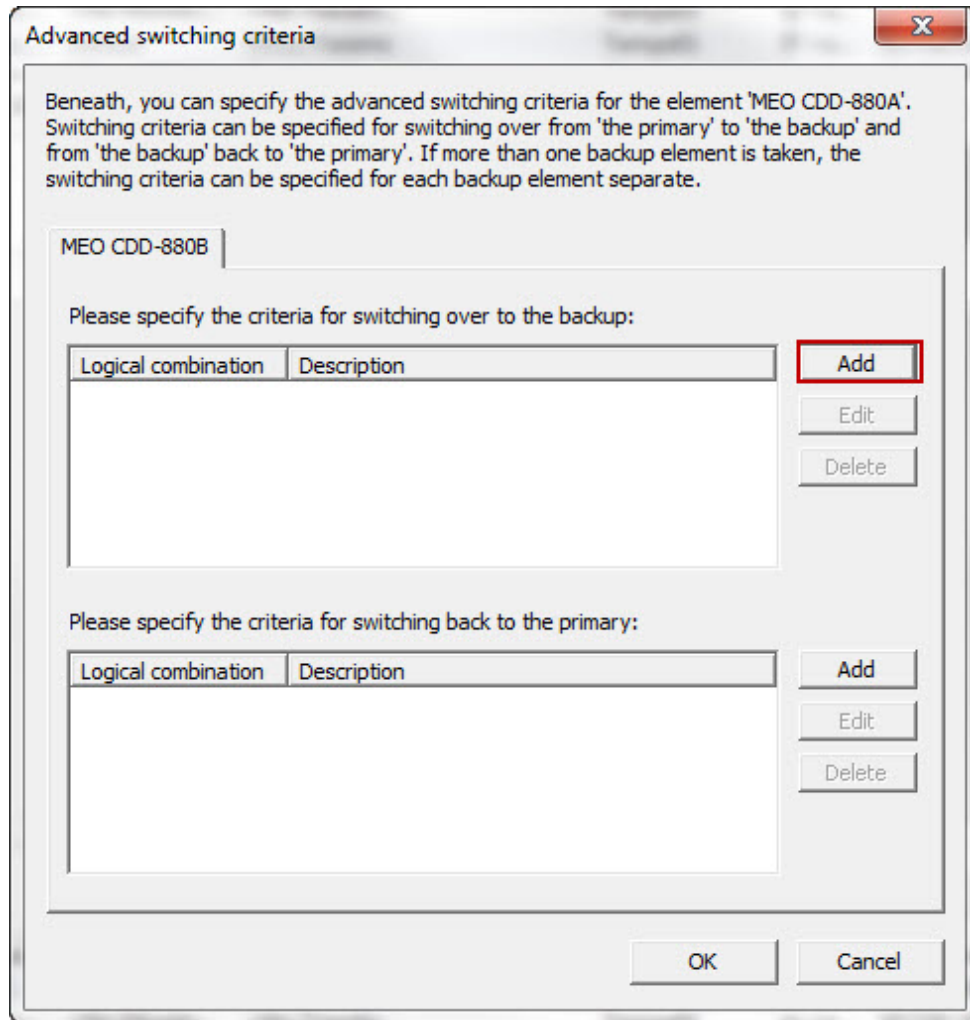 Advanced switching criteria
Beneath, you can specify the advanced switching criteria for the element 'MEO CDD-880A'.
Switching criteria can be specified for switching over from 'the primary' to 'the backup' and
from 'the backup' back to 'the primary'. If more than one backup element is taken, the
switching criteria can be specified for each backup element separate.
MEO CDD-880B
Please specify the criteria for switching over to the backup:
Logical combination Description
Add
Edit
Delete
Please specify the criteria for switching back to the primary:
Logical combination Description
Add
Edit
Delete
OK Cancel